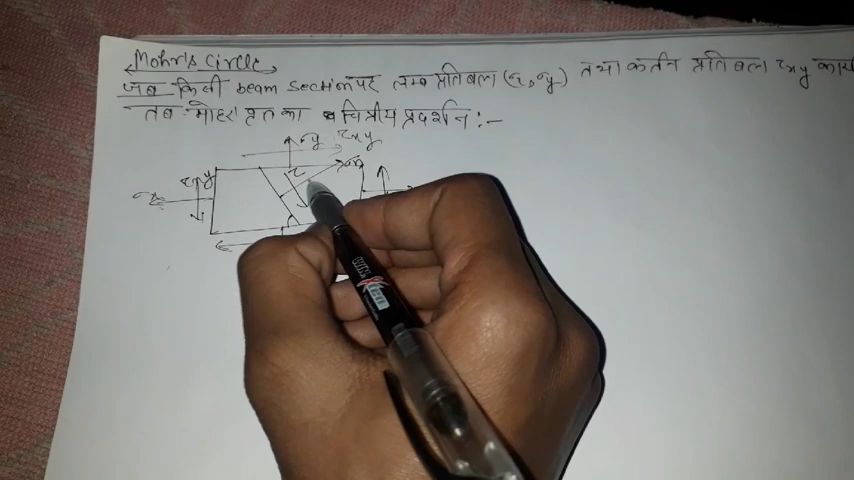 Mohr's Circle
जब किसी beam section पर लम्ब प्रतिबल (σx, σy) तथा कर्तन प्रतिबल τxy कार्य
तब मोहर वृत का चित्रीय प्रदर्शन :-
σy τxy
τxy τ
σx